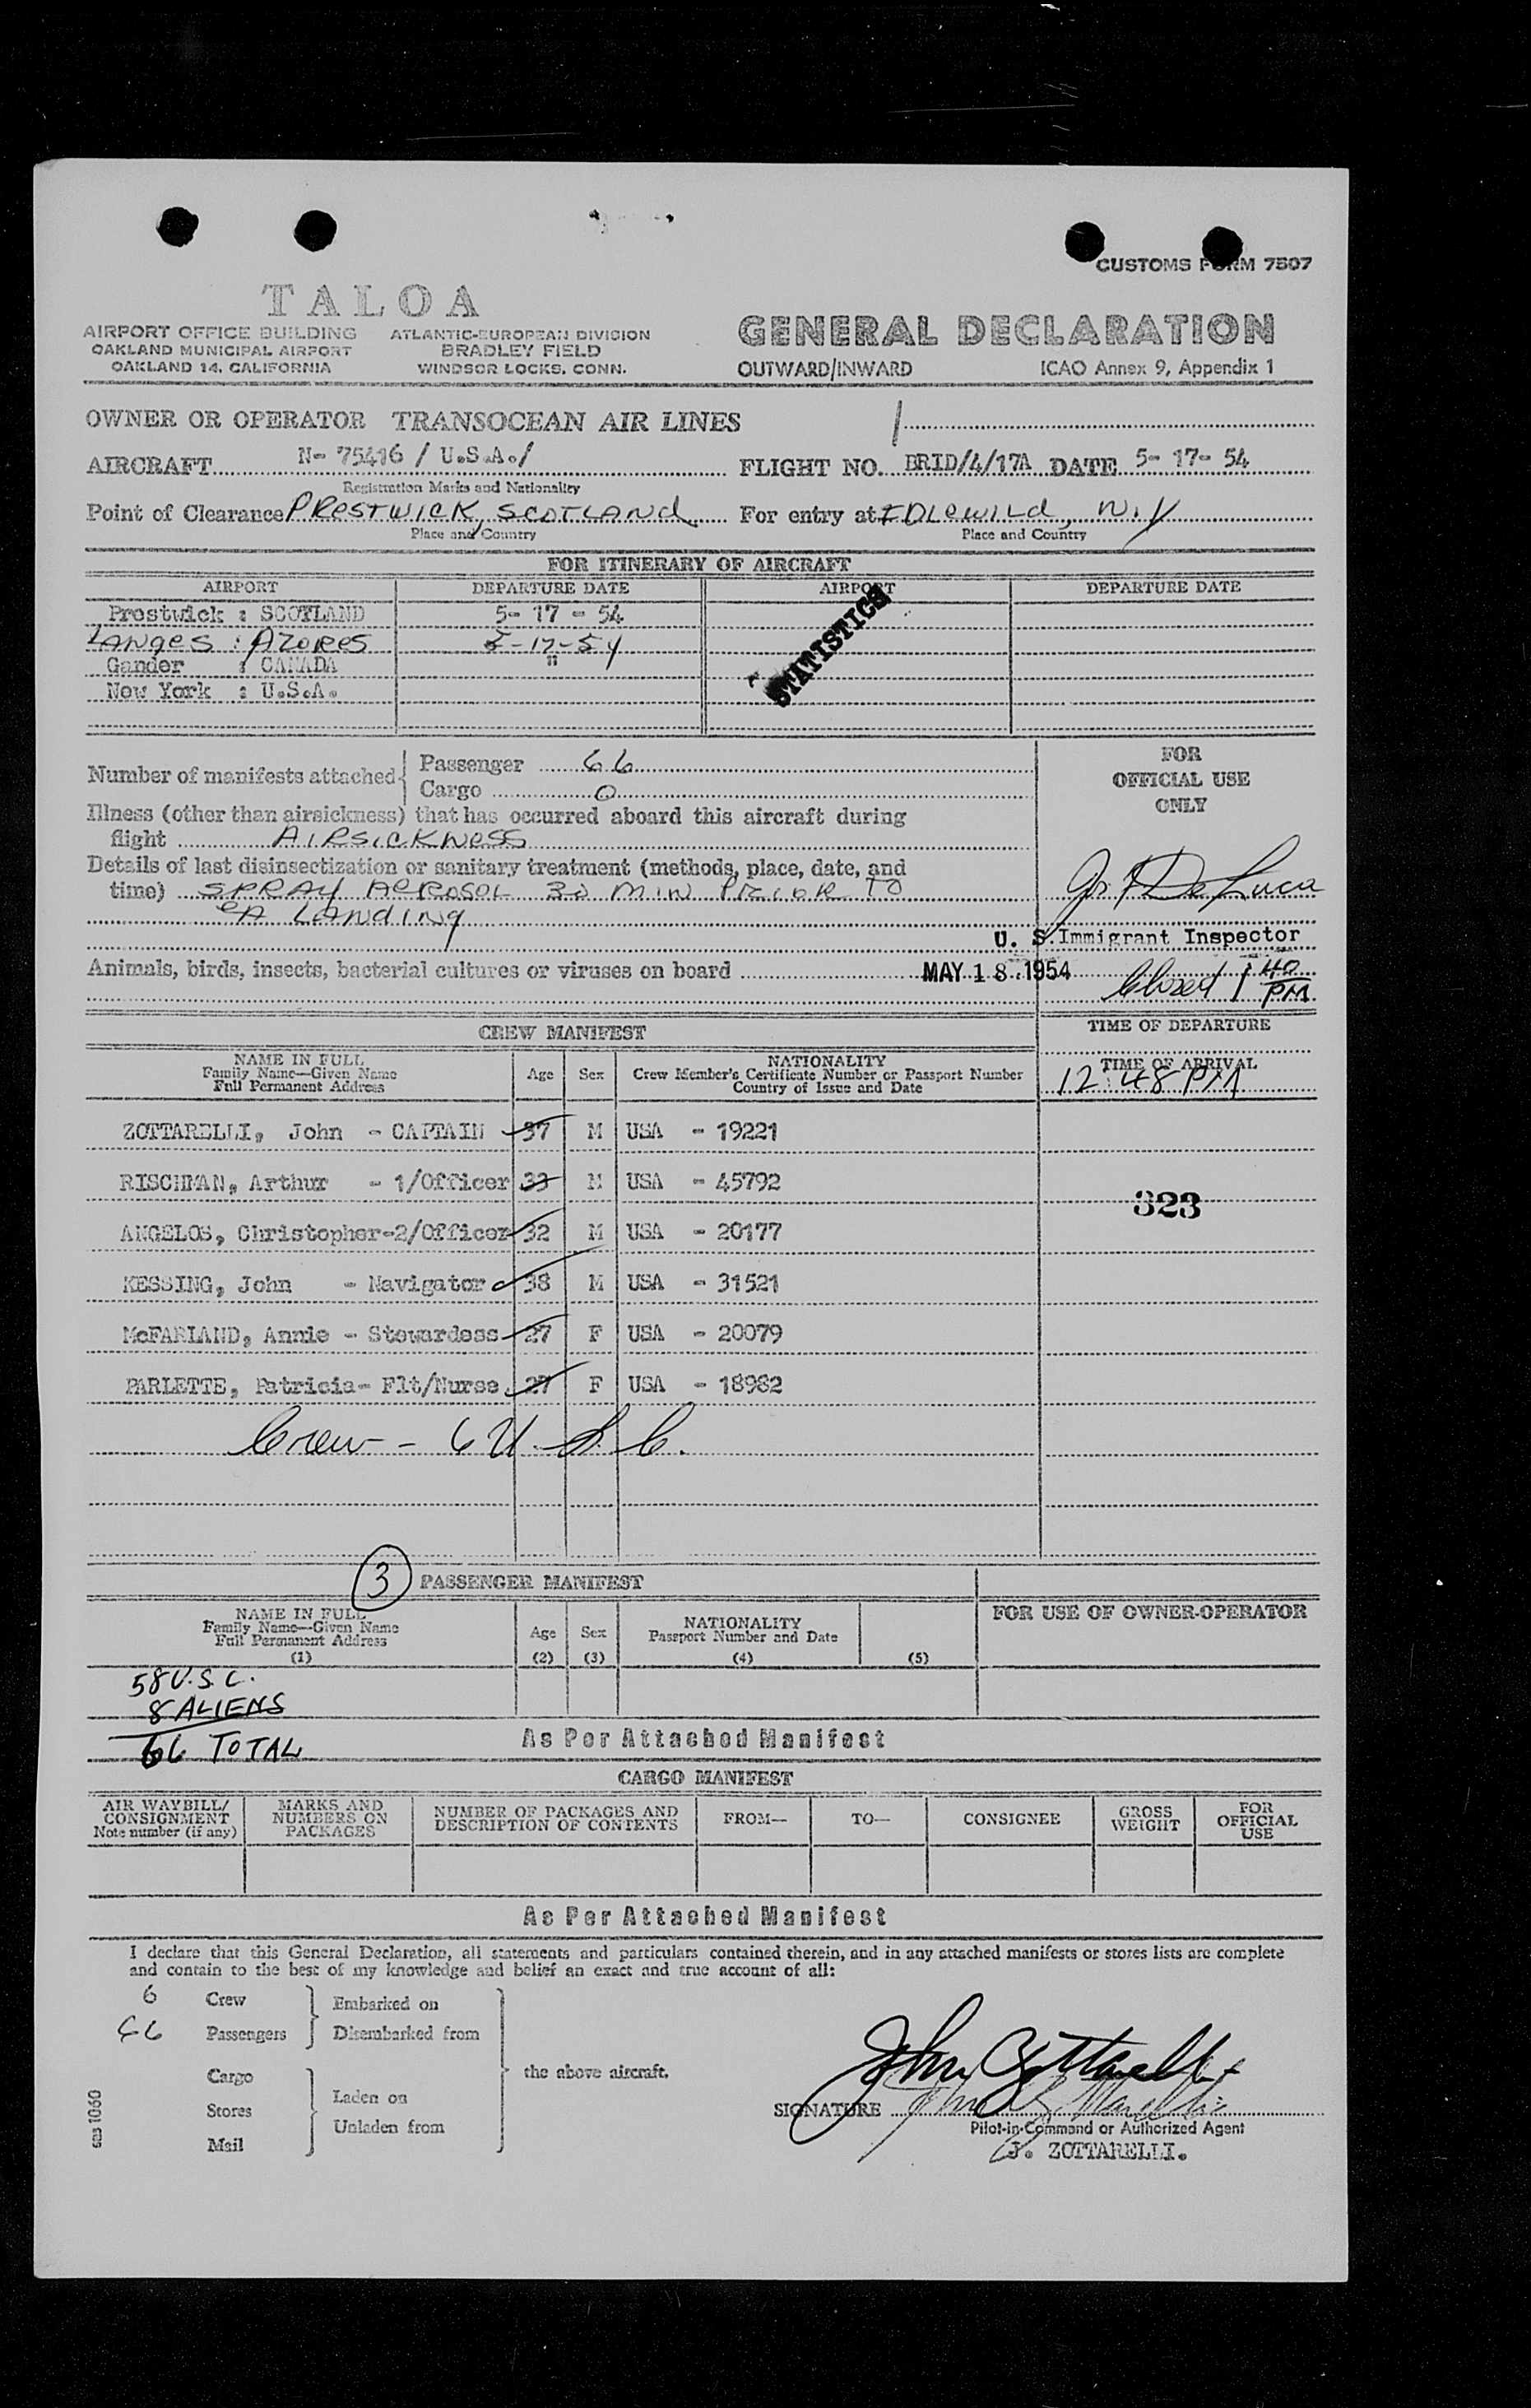 CUSTOMS FORM 7507
TALOA
AIRPORT OFFICE BUILDING
OAKLAND MUNICIPAL AIRPORT
OAKLAND 14, CALIFORNIA
ATLANTIC-EUROPEAN DIVISION
BRADLEY FIELD
WINDSOR LOCKS, CONN.
GENERAL DECLARATION
OUTWARD/INWARD ICAO Annex 9, Appendix 1
OWNER OR OPERATOR TRANSOCEAN AIR LINES
AIRCRAFT N- 75416 / U.S.A./ FLIGHT NO. BRID/4/17A DATE 5- 17- 54
Registration Marks and Nationality
Point of Clearance PRESTWICK, SCOTLAND For entry at IDLEWILD, N.Y
Place and Country Place and Country
FOR ITINERARY OF AIRCRAFT
AIRPORT DEPARTURE DATE AIRPORT DEPARTURE DATE
Prestwick : SCOTLAND 5- 17 - 54
LANGES : AZORES 5-17-54
Gander : CANADA "
New York : U.S.A.
STATISTICS
Number of manifests attached
Passenger 66
Cargo 0
FOR
OFFICIAL USE
ONLY
Illness (other than airsickness) that has occurred aboard this aircraft during
flight AIRSICKNESS
Details of last disinsectization or sanitary treatment (methods, place, date, and
time) SPRAY AEROSOL 30 MIN PRIOR TO
EA LANDING
Jos. F De Luca
U. S. Immigrant Inspector
Animals, birds, insects, bacterial cultures or viruses on board MAY 18 1954
Closed 1 40 PM
CREW MANIFEST
TIME OF DEPARTURE
NAME IN FULL
Family Name—Given Name
Full Permanent Address
Age Sex
NATIONALITY
Crew Member's Certificate Number or Passport Number
Country of Issue and Date
TIME OF ARRIVAL
12:48 PM
ZOTTARELLI, John - CAPTAIN 37 M USA - 19221
RISCHMAN, Arthur - 1/Officer 33 M USA - 45792
323
ANGELOS, Christopher-2/Officer 32 M USA - 20177
KESSING, John - Navigator 38 M USA - 31521
McFARLAND, Annie - Stewardess 27 F USA - 20079
PARLETTE, Patricia- Flt/Nurse. 27 F USA - 18982
Crew - 6 U.S.C.
3 PASSENGER MANIFEST
NAME IN FULL
Family Name—Given Name
Full Permanent Address
(1)
Age
(2)
Sex
(3)
NATIONALITY
Passport Number and Date
(4) (5)
FOR USE OF OWNER-OPERATOR
58 U.S.C.
8 ALIENS
66 TOTAL
As Per Attached Manifest
CARGO MANIFEST
AIR WAYBILL/
CONSIGNMENT
Note number (if any)
MARKS AND
NUMBERS ON
PACKAGES
NUMBER OF PACKAGES AND
DESCRIPTION OF CONTENTS
FROM—
TO—
CONSIGNEE
GROSS
WEIGHT
FOR
OFFICIAL
USE
As Per Attached Manifest
I declare that this General Declaration, all statements and particulars contained therein, and in any attached manifests or stores lists are complete
and contain to the best of my knowledge and belief an exact and true account of all:
6 Crew
66 Passengers
Embarked on
Disembarked from
Cargo
Stores
Mail
Laden on
Unladen from
the above aircraft.
John Zottarelli
SIGNATURE John Zottarelli
Pilot-in-Command or Authorized Agent
J. ZOTTARELLI.
1060